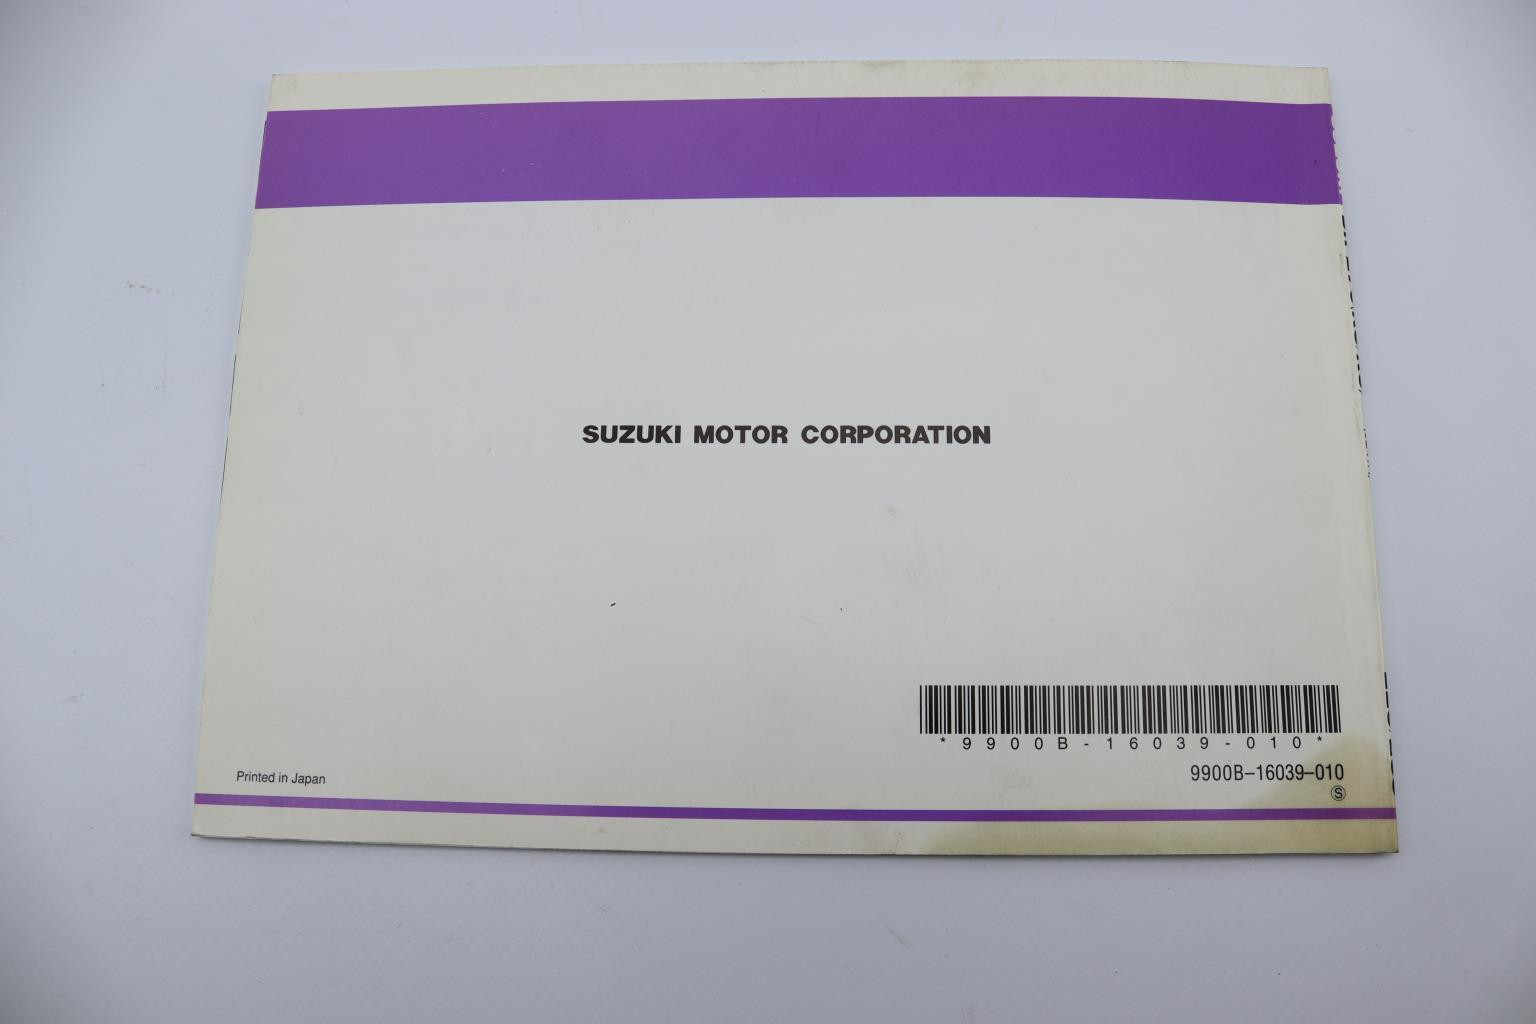 SUZUKI MOTOR CORPORATION
*9900B-16039-010*
9900B–16039–010
Ⓢ
Printed in Japan